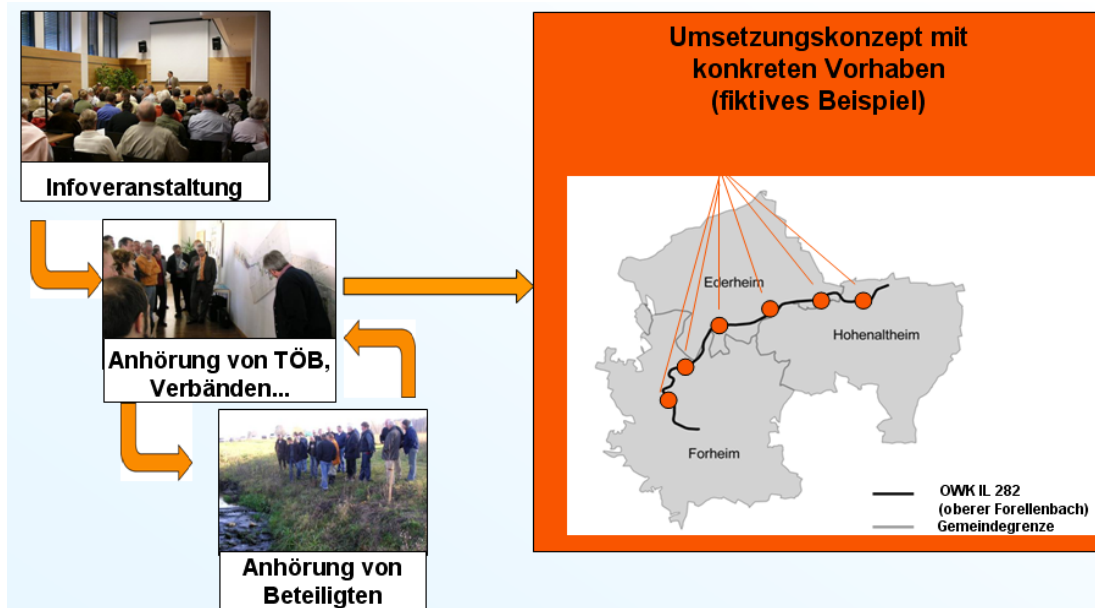 Infoveranstaltung
Anhörung von TÖB,
Verbänden...
Anhörung von
Beteiligten
Umsetzungskonzept mit
konkreten Vorhaben
(fiktives Beispiel)
Ederheim
Hohenaltheim
Forheim
OWK IL 282
(oberer Forellenbach)
Gemeindegrenze